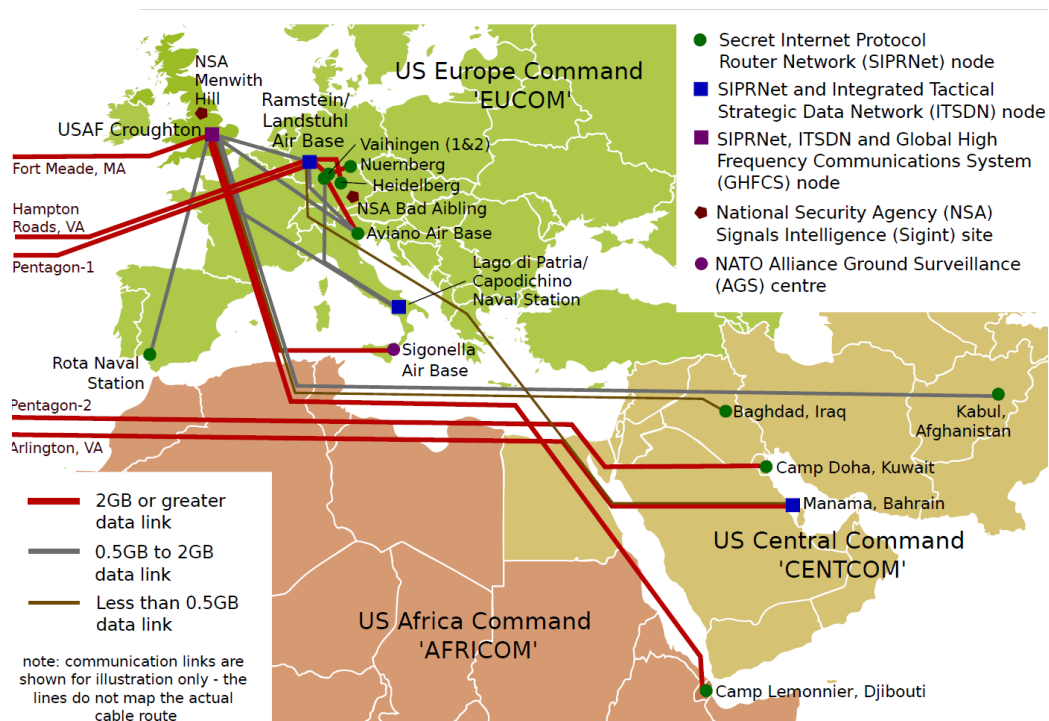 US Europe Command
'EUCOM'
NSA
Menwith
Hill
USAF Croughton
Ramstein/
Landstuhl
Air Base
Vaihingen (1&2)
Nuernberg
Heidelberg
NSA Bad Aibling
Aviano Air Base
Lago di Patria/
Capodichino
Naval Station
Sigonella
Air Base
Rota Naval
Station
Fort Meade, MA
Hampton
Roads, VA
Pentagon-1
Pentagon-2
Arlington, VA
Baghdad, Iraq
Kabul,
Afghanistan
Camp Doha, Kuwait
Manama, Bahrain
US Central Command
'CENTCOM'
US Africa Command
'AFRICOM'
Camp Lemonnier, Djibouti
Secret Internet Protocol
Router Network (SIPRNet) node
SIPRNet and Integrated Tactical
Strategic Data Network (ITSDN) node
SIPRNet, ITSDN and Global High
Frequency Communications System
(GHFCS) node
National Security Agency (NSA)
Signals Intelligence (Sigint) site
NATO Alliance Ground Surveillance
(AGS) centre
2GB or greater
data link
0.5GB to 2GB
data link
Less than 0.5GB
data link
note: communication links are
shown for illustration only - the
lines do not map the actual
cable route